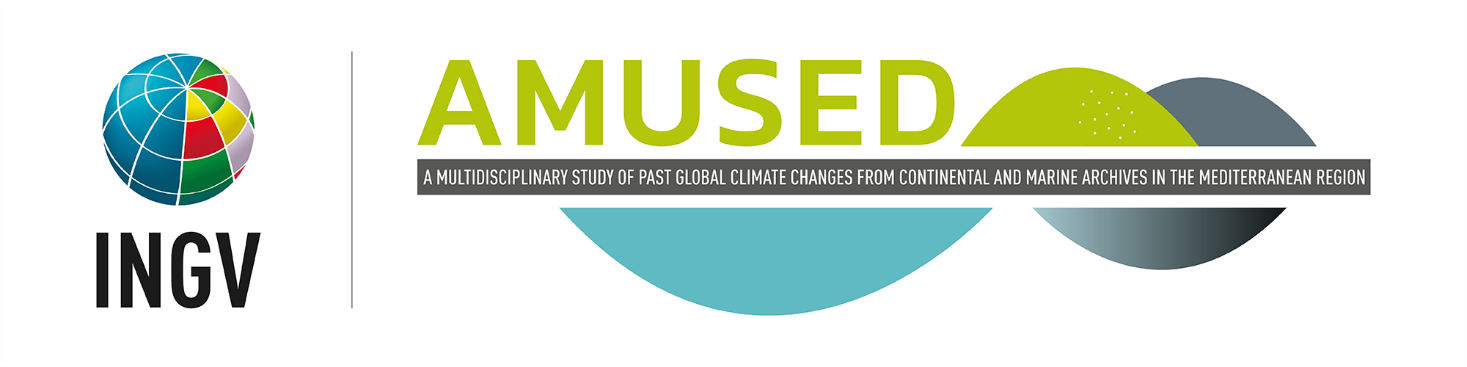 INGV
AMUSED
A MULTIDISCIPLINARY STUDY OF PAST GLOBAL CLIMATE CHANGES FROM CONTINENTAL AND MARINE ARCHIVES IN THE MEDITERRANEAN REGION